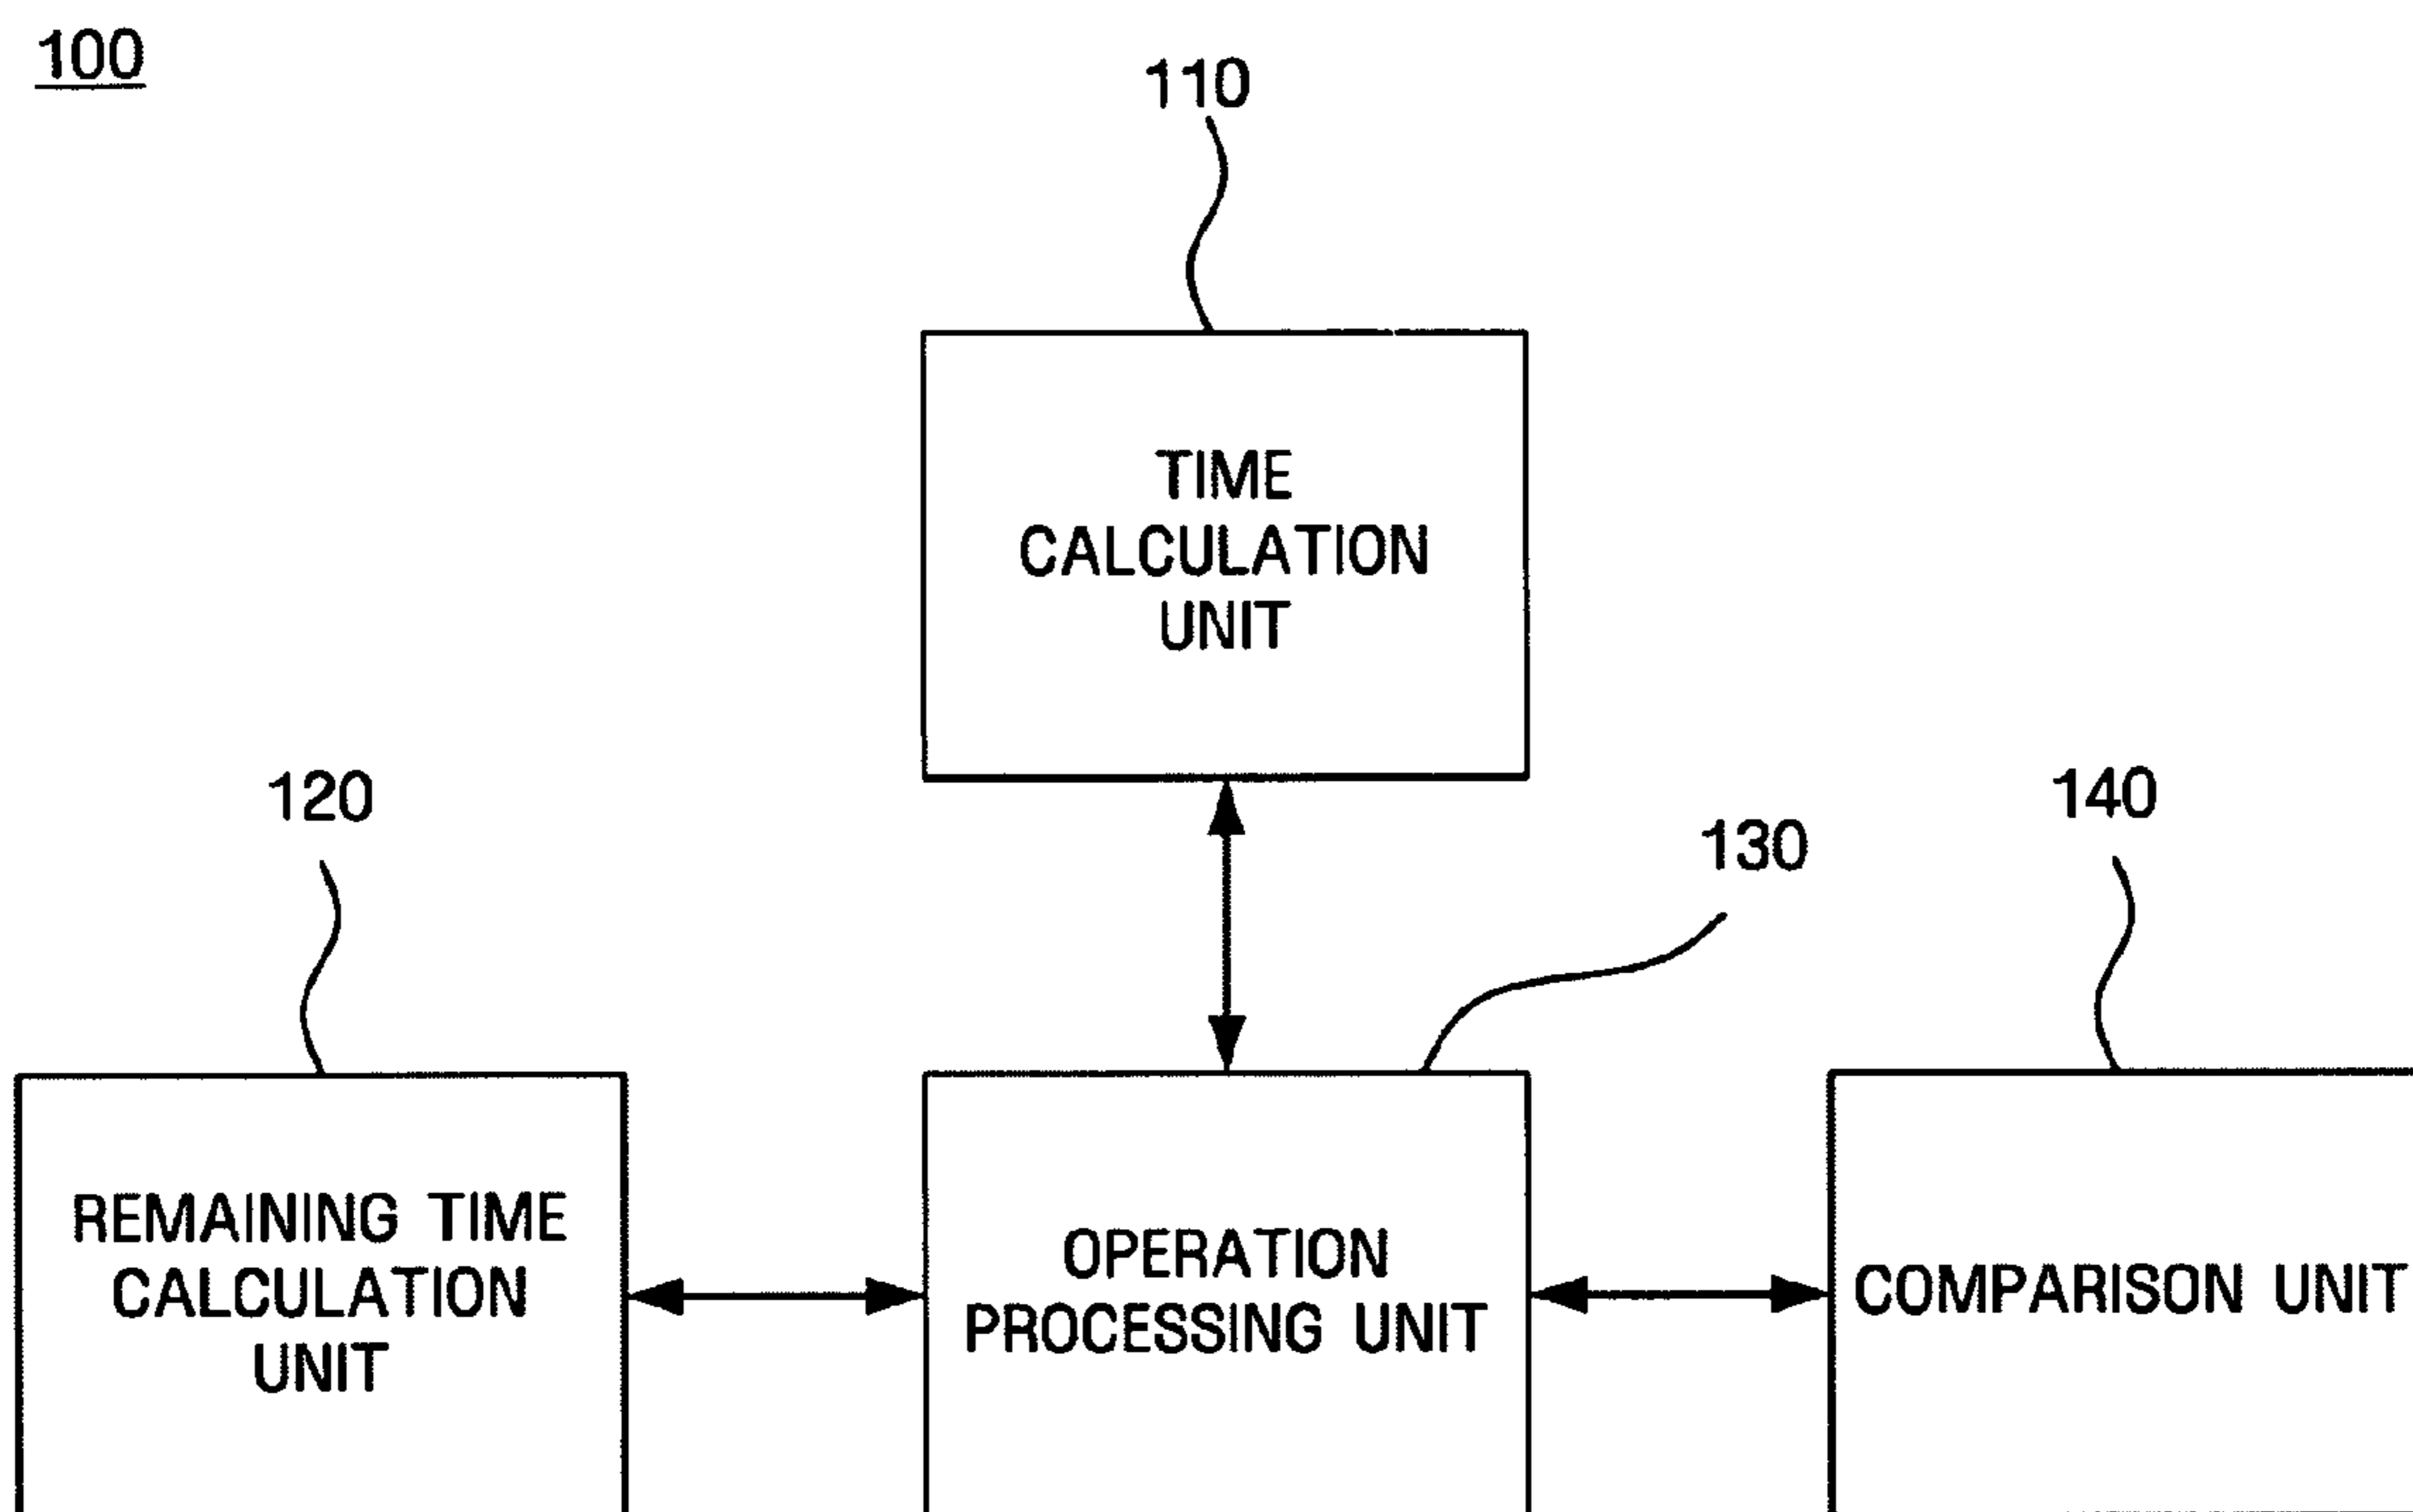 100
110
TIME
CALCULATION
UNIT
120
130
140
REMAINING TIME
CALCULATION
UNIT
OPERATION
PROCESSING UNIT
COMPARISON UNIT